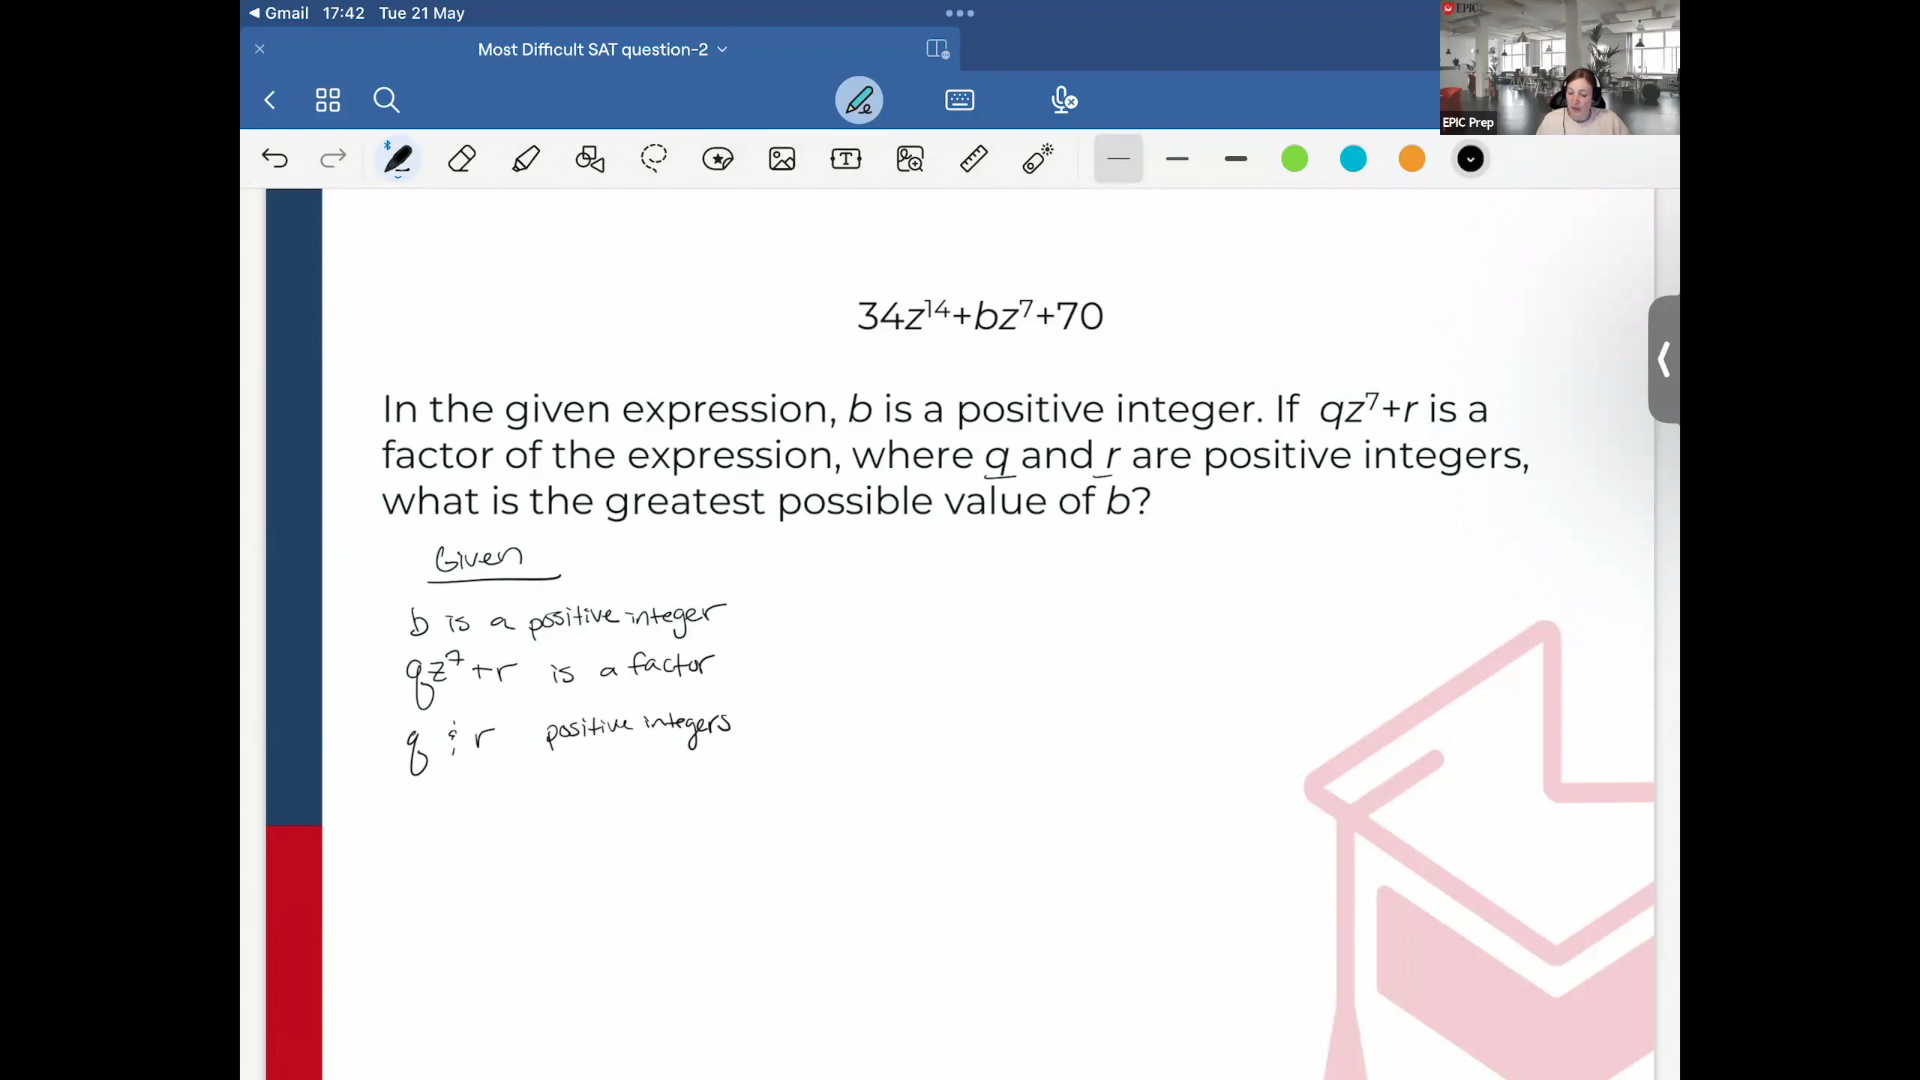 Gmail 17:42 Tue 21 May
EPIC
Most Difficult SAT question-2
EPIC Prep
T
34z¹⁴+bz⁷+70
In the given expression, b is a positive integer. If qz⁷+r is a
factor of the expression, where q and r are positive integers,
what is the greatest possible value of b?
Given
b is a positive integer
qz⁷+r is a factor
q & r positive integers